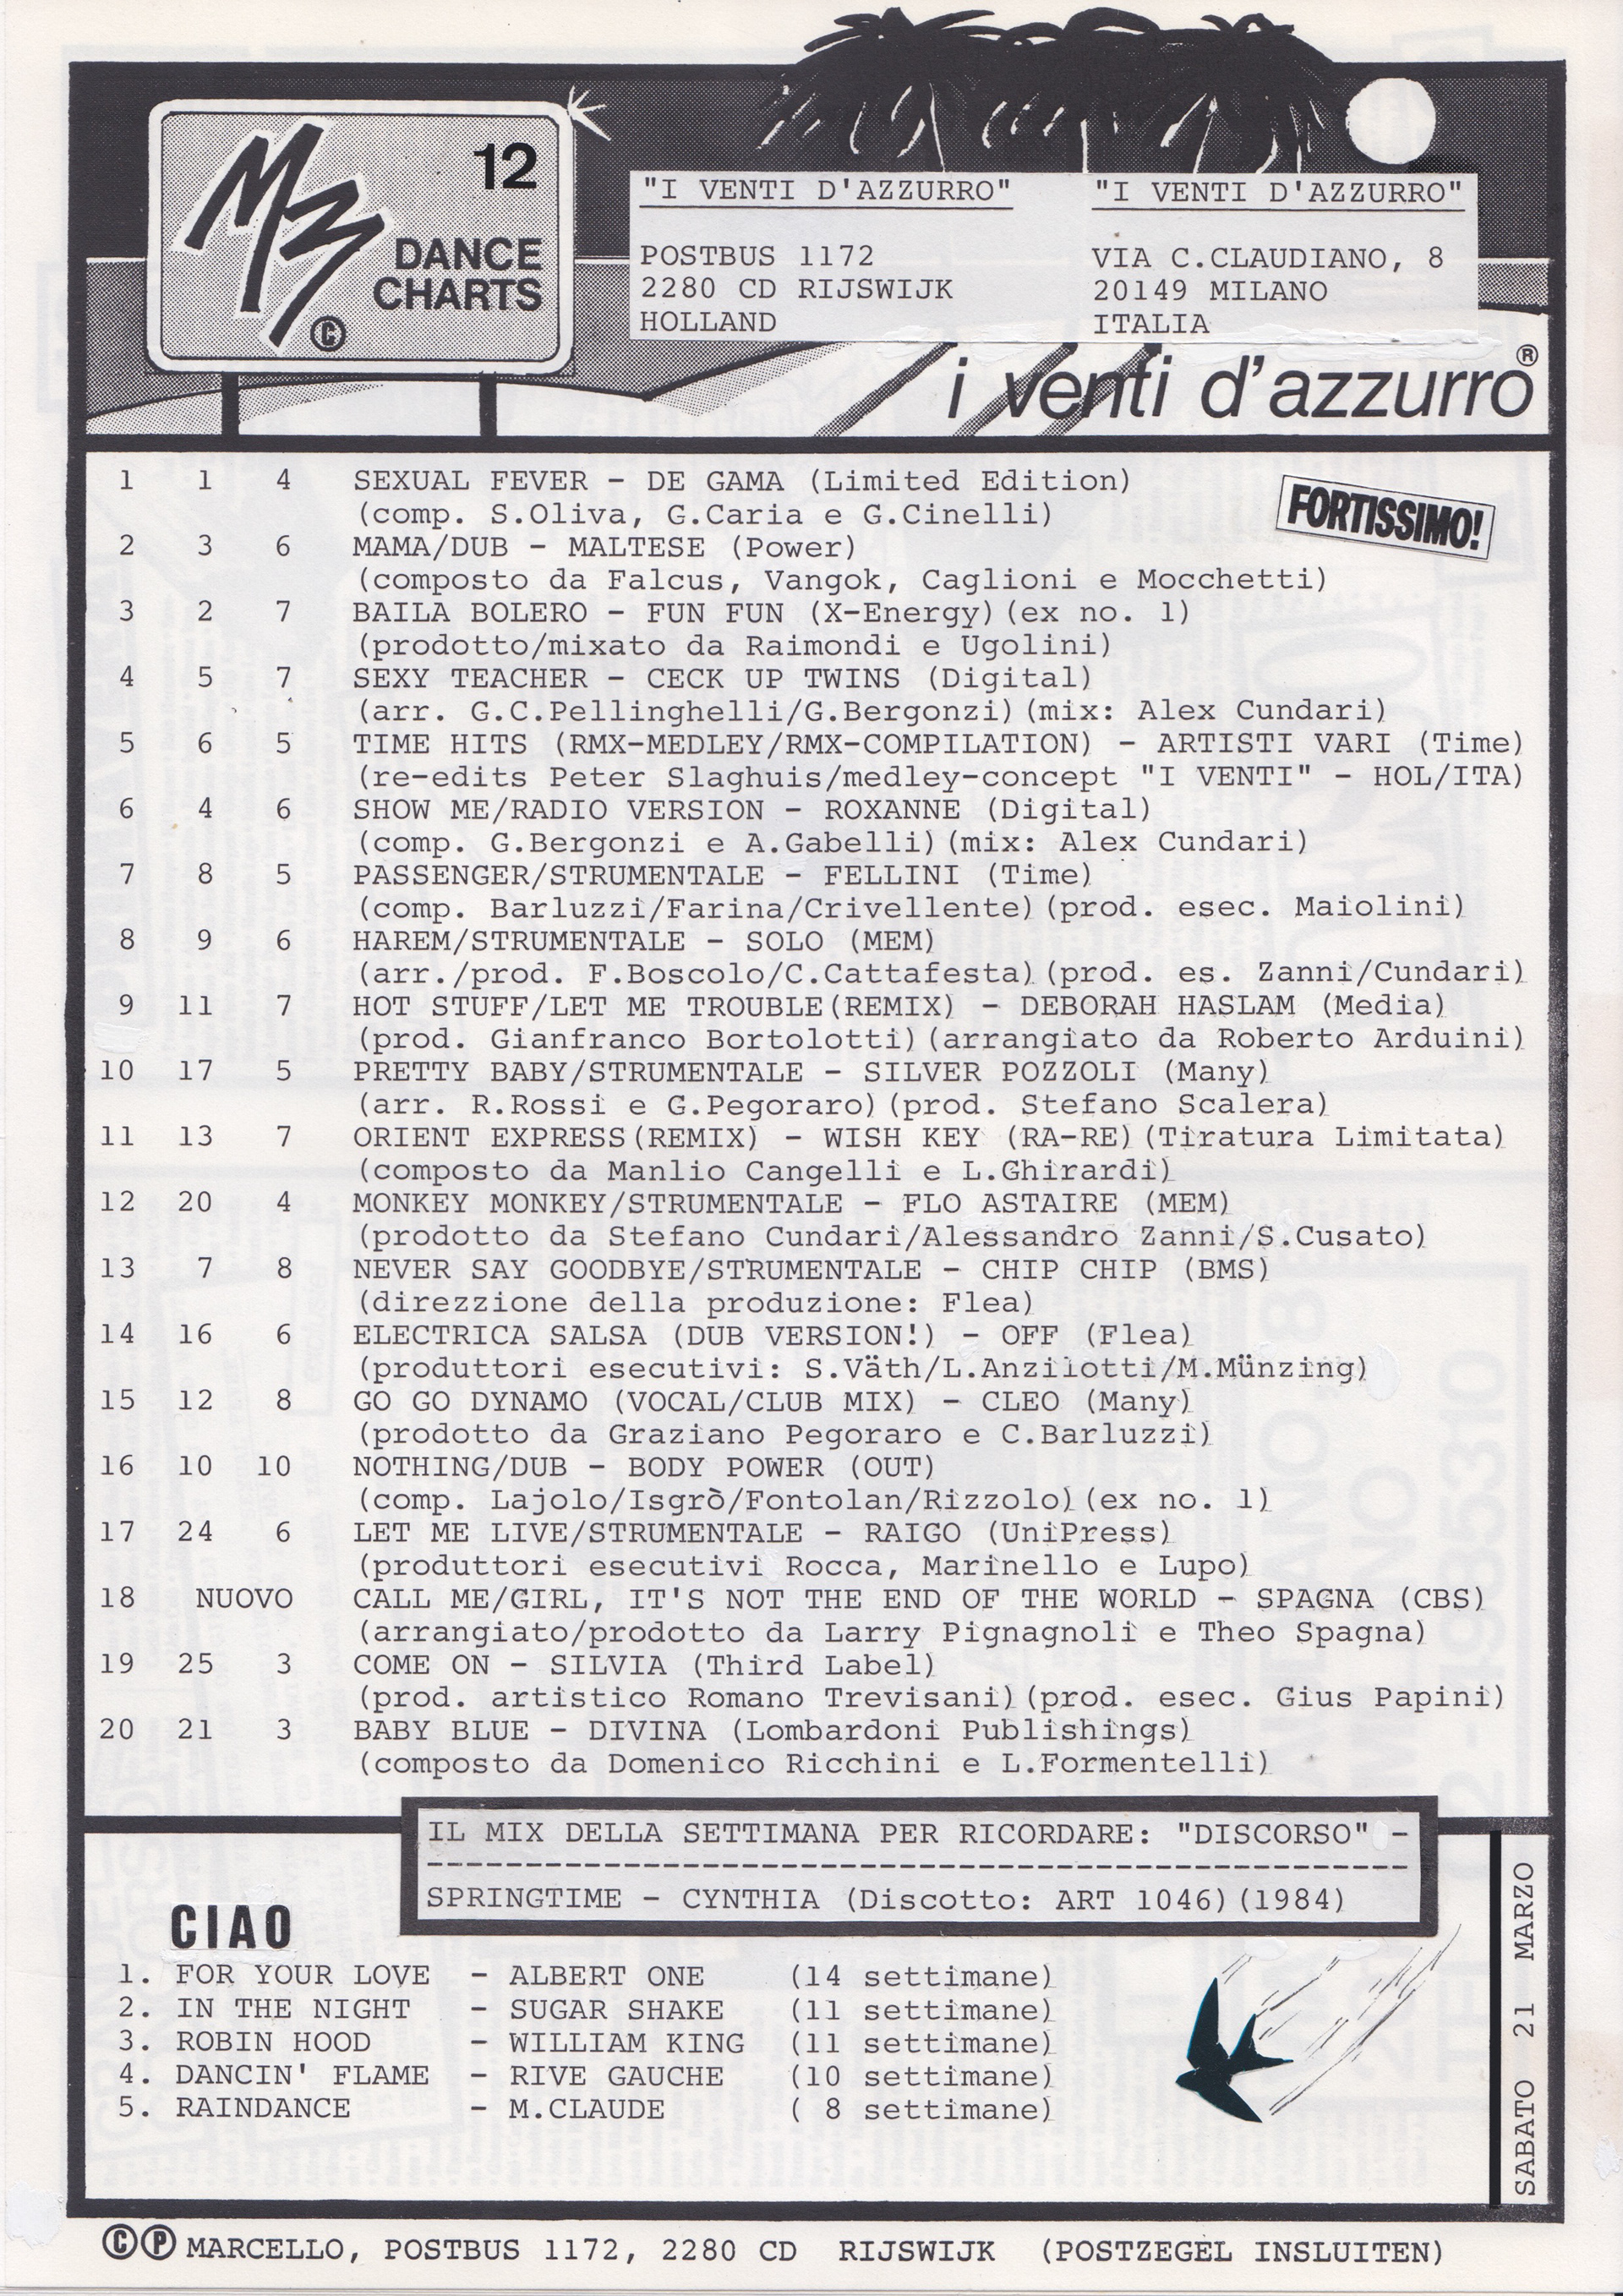 M3
12
DANCE
CHARTS
©
"I VENTI D'AZZURRO"
POSTBUS 1172
2280 CD RIJSWIJK
HOLLAND
"I VENTI D'AZZURRO"
VIA C.CLAUDIANO, 8
20149 MILANO
ITALIA
i venti d'azzurro®
FORTISSIMO!
1 1 4 SEXUAL FEVER - DE GAMA (Limited Edition)
(comp. S.Oliva, G.Caria e G.Cinelli)
2 3 6 MAMA/DUB - MALTESE (Power)
(composto da Falcus, Vangok, Caglioni e Mocchetti)
3 2 7 BAILA BOLERO - FUN FUN (X-Energy)(ex no. 1)
(prodotto/mixato da Raimondi e Ugolini)
4 5 7 SEXY TEACHER - CECK UP TWINS (Digital)
(arr. G.C.Pellinghelli/G.Bergonzi)(mix: Alex Cundari)
5 6 5 TIME HITS (RMX-MEDLEY/RMX-COMPILATION) - ARTISTI VARI (Time)
(re-edits Peter Slaghuis/medley-concept "I VENTI" - HOL/ITA)
6 4 6 SHOW ME/RADIO VERSION - ROXANNE (Digital)
(comp. G.Bergonzi e A.Gabelli)(mix: Alex Cundari)
7 8 5 PASSENGER/STRUMENTALE - FELLINI (Time)
(comp. Barluzzi/Farina/Crivellente)(prod. esec. Maiolini)
8 9 6 HAREM/STRUMENTALE - SOLO (MEM)
(arr./prod. F.Boscolo/C.Cattafesta)(prod. es. Zanni/Cundari)
9 11 7 HOT STUFF/LET ME TROUBLE(REMIX) - DEBORAH HASLAM (Media)
(prod. Gianfranco Bortolotti)(arrangiato da Roberto Arduini)
10 17 5 PRETTY BABY/STRUMENTALE - SILVER POZZOLI (Many)
(arr. R.Rossi e G.Pegoraro)(prod. Stefano Scalera)
11 13 7 ORIENT EXPRESS(REMIX) - WISH KEY (RA-RE)(Tiratura Limitata)
(composto da Manlio Cangelli e L.Ghirardi)
12 20 4 MONKEY MONKEY/STRUMENTALE - FLO ASTAIRE (MEM)
(prodotto da Stefano Cundari/Alessandro Zanni/S.Cusato)
13 7 8 NEVER SAY GOODBYE/STRUMENTALE - CHIP CHIP (BMS)
(direzzione della produzione: Flea)
14 16 6 ELECTRICA SALSA (DUB VERSION!) - OFF (Flea)
(produttori esecutivi: S.Väth/L.Anzilotti/M.Münzing)
15 12 8 GO GO DYNAMO (VOCAL/CLUB MIX) - CLEO (Many)
(prodotto da Graziano Pegoraro e C.Barluzzi)
16 10 10 NOTHING/DUB - BODY POWER (OUT)
(comp. Lajolo/Isgrò/Fontolan/Rizzolo)(ex no. 1)
17 24 6 LET ME LIVE/STRUMENTALE - RAIGO (UniPress)
(produttori esecutivi Rocca, Marinello e Lupo)
18 NUOVO CALL ME/GIRL, IT'S NOT THE END OF THE WORLD - SPAGNA (CBS)
(arrangiato/prodotto da Larry Pignagnoli e Theo Spagna)
19 25 3 COME ON - SILVIA (Third Label)
(prod. artistico Romano Trevisani)(prod. esec. Gius Papini)
20 21 3 BABY BLUE - DIVINA (Lombardoni Publishings)
(composto da Domenico Ricchini e L.Formentelli)
IL MIX DELLA SETTIMANA PER RICORDARE: "DISCORSO" -
SPRINGTIME - CYNTHIA (Discotto: ART 1046)(1984)
CIAO
1. FOR YOUR LOVE - ALBERT ONE (14 settimane)
2. IN THE NIGHT - SUGAR SHAKE (11 settimane)
3. ROBIN HOOD - WILLIAM KING (11 settimane)
4. DANCIN' FLAME - RIVE GAUCHE (10 settimane)
5. RAINDANCE - M.CLAUDE ( 8 settimane)
SABATO 21 MARZO
©℗ MARCELLO, POSTBUS 1172, 2280 CD RIJSWIJK (POSTZEGEL INSLUITEN)